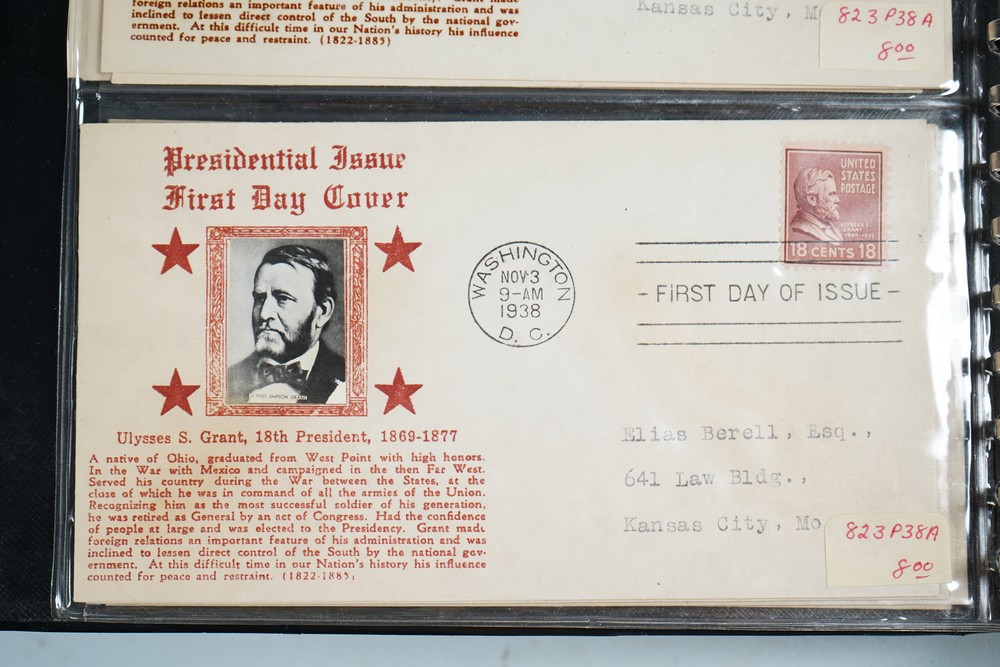 foreign relations an important feature of his administration and was
inclined to lessen direct control of the South by the national gov-
ernment. At this difficult time in our Nation's history his influence
counted for peace and restraint. (1822-1885)
Kansas City, M
823P38A
8.00
Presidential Issue
First Day Cover
Ulysses S. Grant, 18th President, 1869-1877
A native of Ohio, graduated from West Point with high honors.
In the War with Mexico and campaigned in the then Far West.
Served his country during the War between the States, at the
close of which he was in command of all the armies of the Union.
Recognizing him as the most successful soldier of his generation,
he was retired as General by an act of Congress. Had the confidence
of people at large and was elected to the Presidency. Grant made
foreign relations an important feature of his administration and was
inclined to lessen direct control of the South by the national gov-
ernment. At this difficult time in our Nation's history his influence
counted for peace and restraint. (1822-1885)
WASHINGTON
NOV 3
9-AM
1938
D. C.
UNITED
STATES
POSTAGE
ULYSSES S.
GRANT
1869-1877
18 CENTS 18
- FIRST DAY OF ISSUE -
Elias Berell, Esq.,
641 Law Bldg.,
Kansas City, Mo
823P38A
8.00